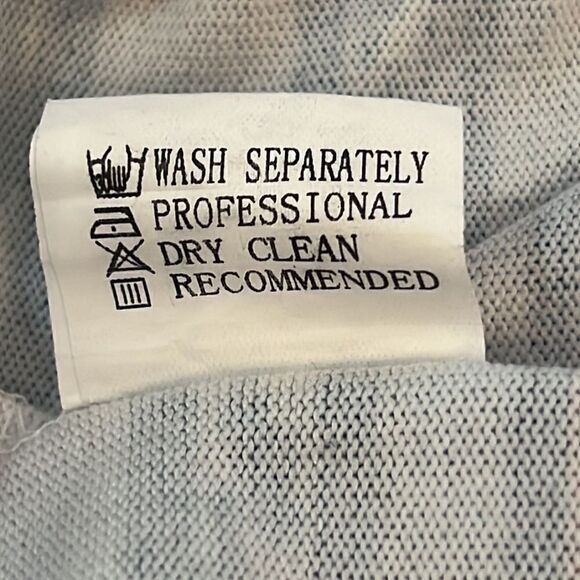 WASH SEPARATELY
PROFESSIONAL
DRY CLEAN
RECOMMENDED